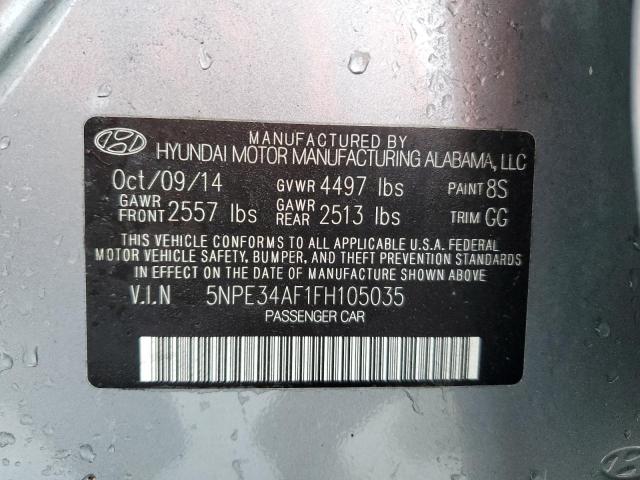 MANUFACTURED BY
HYUNDAI MOTOR MANUFACTURING ALABAMA, LLC
Oct/09/14 GVWR 4497 lbs PAINT 8S
GAWR FRONT 2557 lbs GAWR REAR 2513 lbs TRIM GG
THIS VEHICLE CONFORMS TO ALL APPLICABLE U.S.A. FEDERAL
MOTOR VEHICLE SAFETY, BUMPER, AND THEFT PREVENTION STANDARDS
IN EFFECT ON THE DATE OF MANUFACTURE SHOWN ABOVE
V.I.N 5NPE34AF1FH105035
PASSENGER CAR